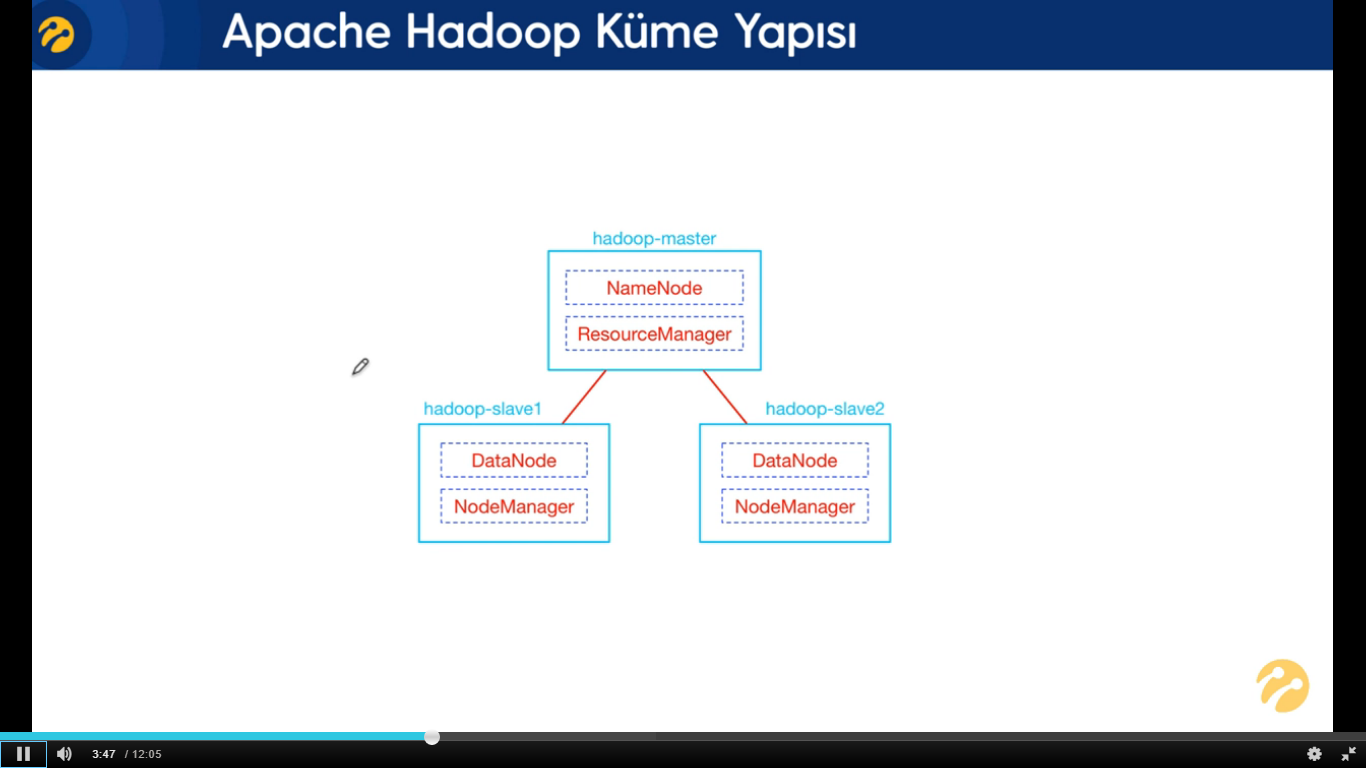 Apache Hadoop Küme Yapısı
hadoop-master
NameNode
ResourceManager
hadoop-slave1
hadoop-slave2
DataNode
DataNode
NodeManager
NodeManager
3:47 / 12:05